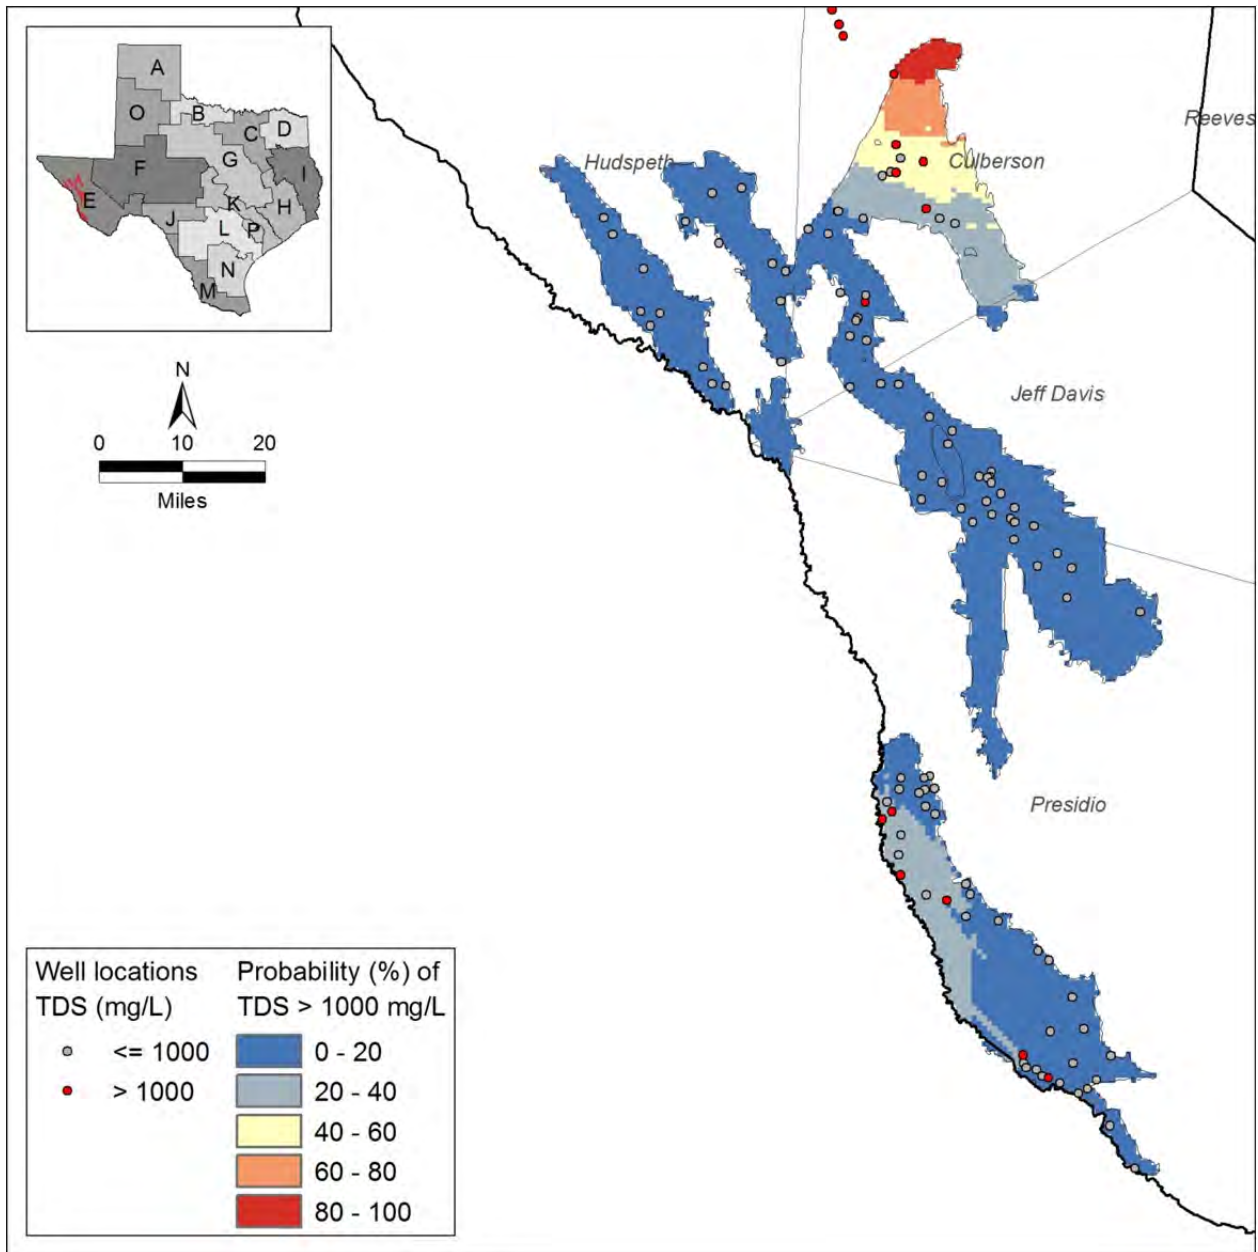 A
O
B
C
D
F
G
I
E
K
H
J
L
P
N
M
Reeves
Hudspeth
Culberson
N
0 10 20
Miles
Jeff Davis
Presidio
Well locations
TDS (mg/L)
<= 1000
> 1000
Probability (%) of
TDS > 1000 mg/L
0 - 20
20 - 40
40 - 60
60 - 80
80 - 100